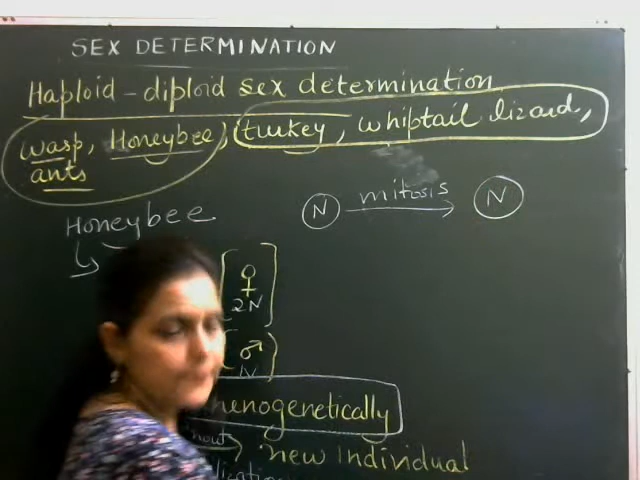 SEX DETERMINATION
Haploid - diploid sex determination
wasp, Honeybee, turkey, whiptail lizard,
ants
N mitosis N
Honeybee
♀
2N
♂
N
henogenetically
new individual